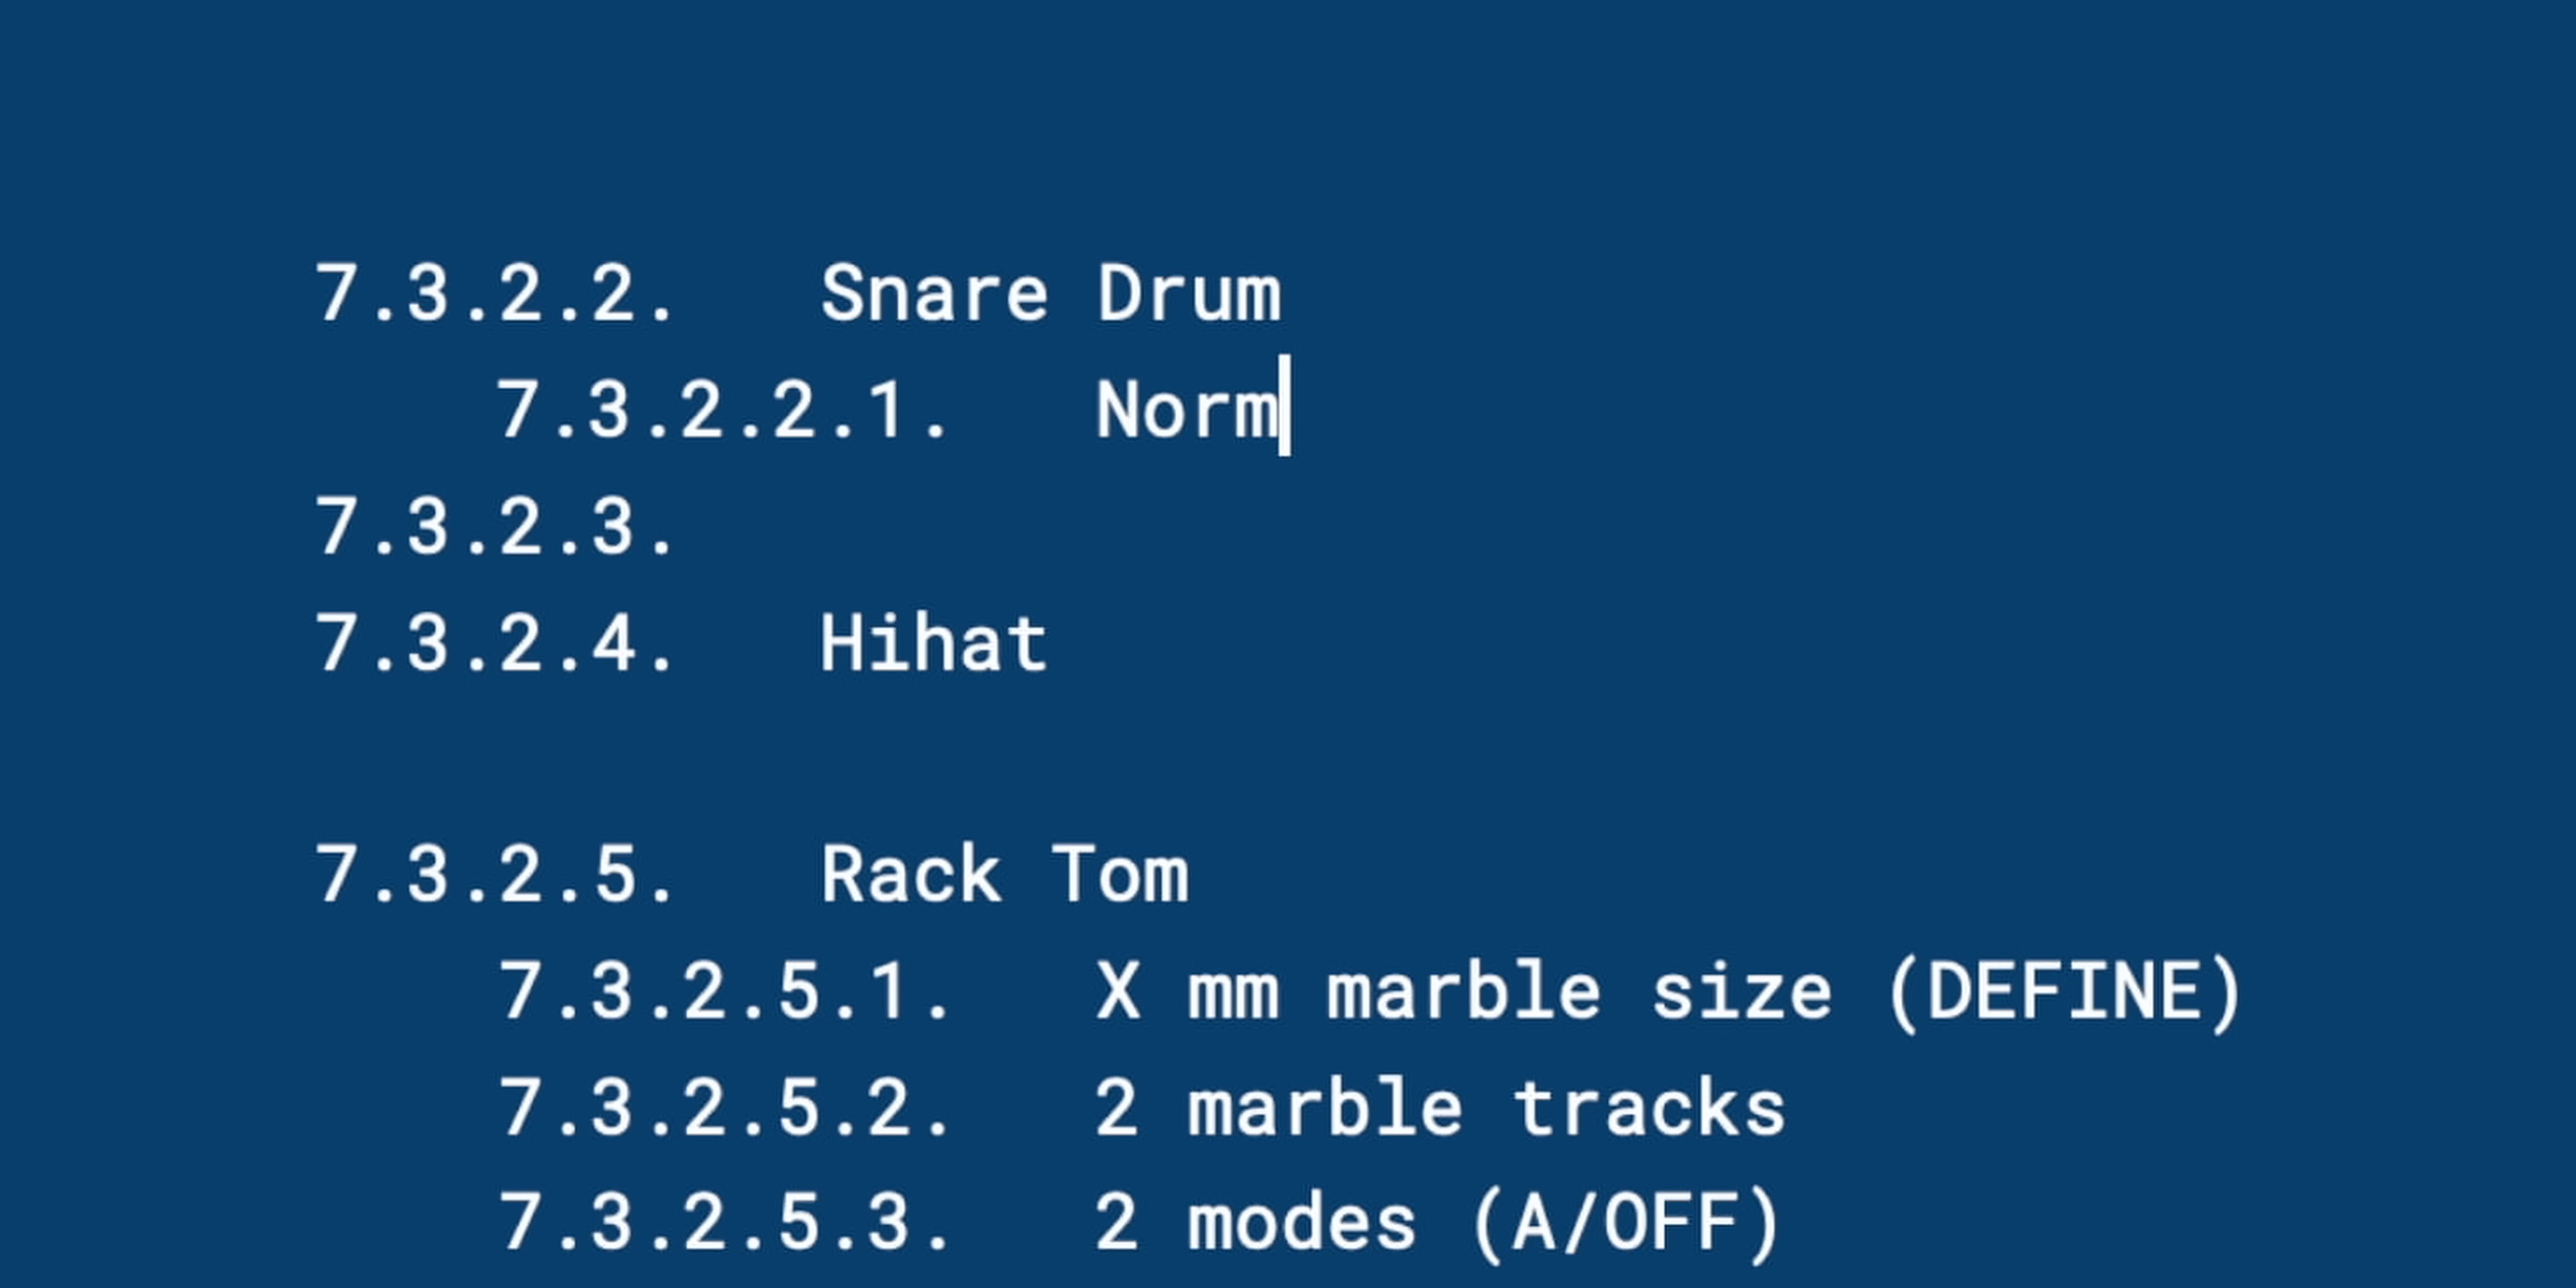 7.3.2.2. Snare Drum
7.3.2.2.1. Norm
7.3.2.3.
7.3.2.4. Hihat
7.3.2.5. Rack Tom
7.3.2.5.1. X mm marble size (DEFINE)
7.3.2.5.2. 2 marble tracks
7.3.2.5.3. 2 modes (A/OFF)